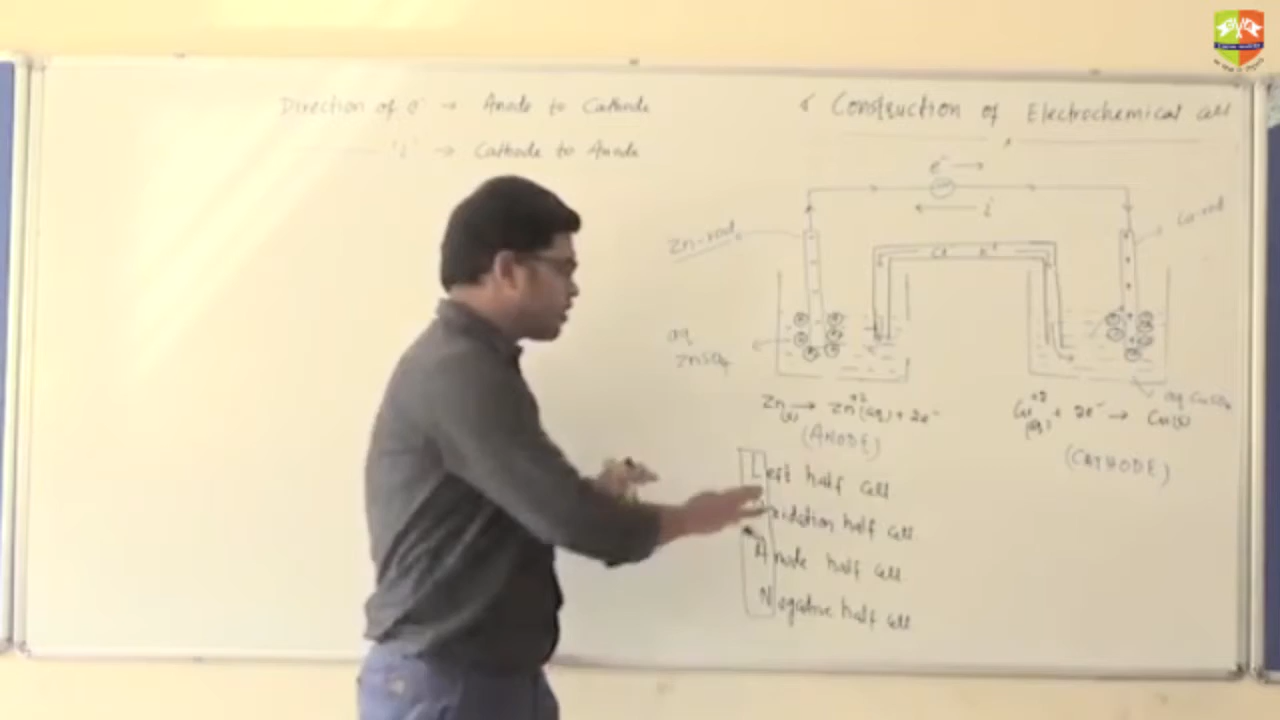 Direction of e⁻ → Anode to Cathode
"i" → Cathode to Anode
Construction of Electrochemical cell
e⁻ →
← i
Zn-rod
Cu-rod
Cl⁻ K⁺
aq
ZnSO₄
aq CuSO₄
Zn(s) → Zn⁺²(aq) + 2e⁻
(ANODE)
Cu⁺²(aq) + 2e⁻ → Cu(s)
(CATHODE)
Left half cell
Oxidation half cell
Anode half cell
Negative half cell